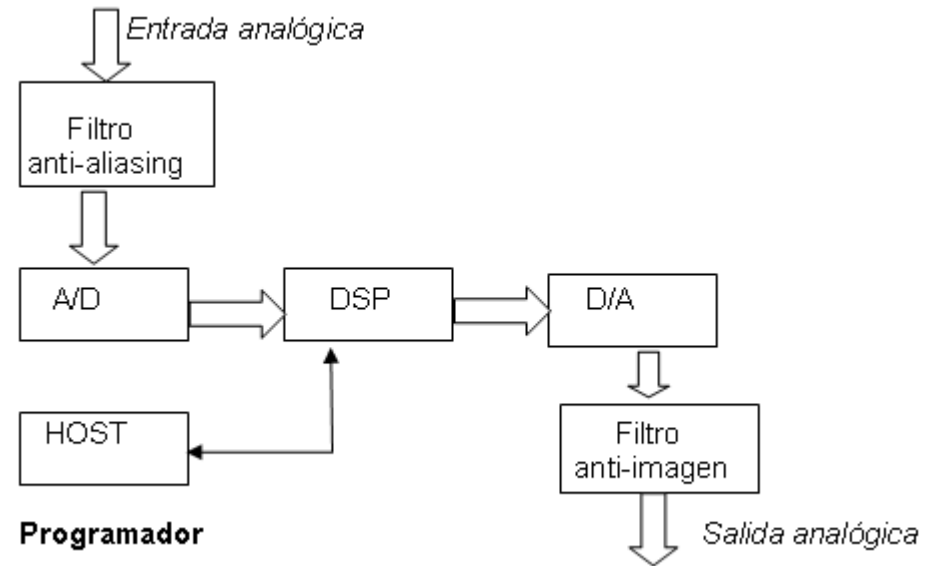 Entrada analógica
Filtro
anti-aliasing
A/D
DSP
D/A
HOST
Filtro
anti-imagen
Programador
Salida analógica